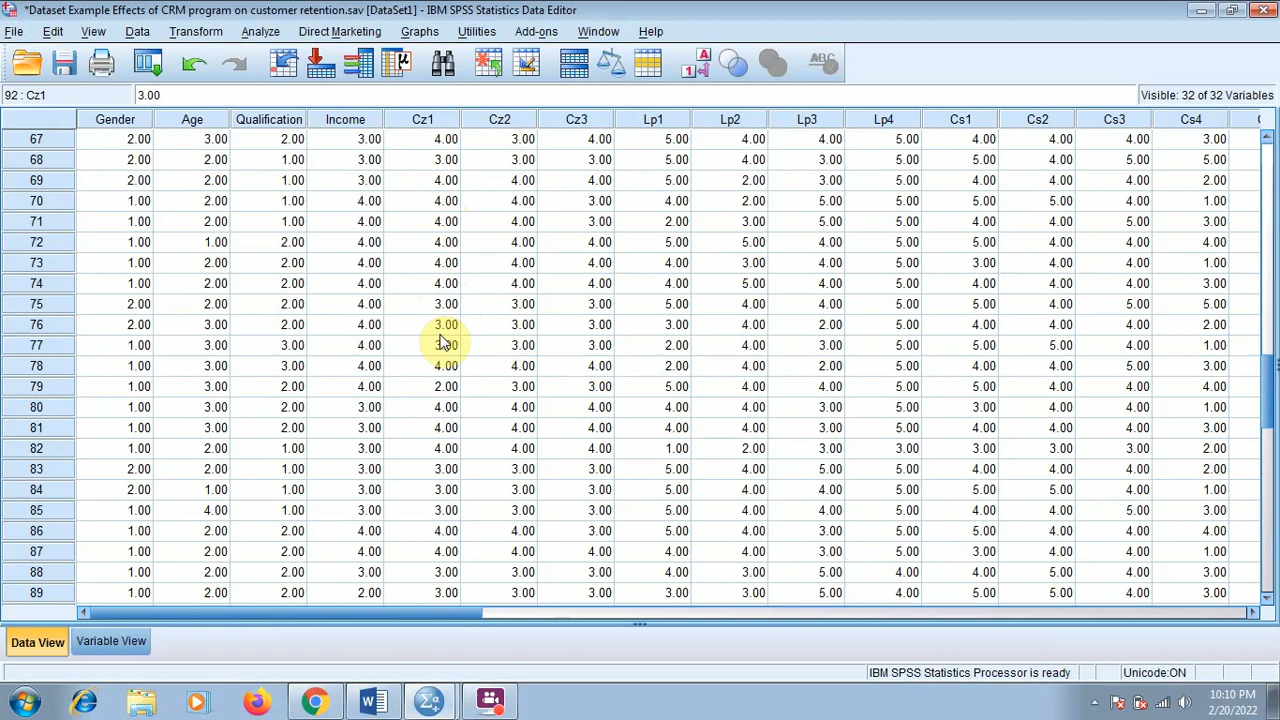 *Dataset Example Effects of CRM program on customer retention.sav [DataSet1] - IBM SPSS Statistics Data Editor
File Edit View Data Transform Analyze Direct Marketing Graphs Utilities Add-ons Window Help
92 : Cz1 3.00 Visible: 32 of 32 Variables
Gender Age Qualification Income Cz1 Cz2 Cz3 Lp1 Lp2 Lp3 Lp4 Cs1 Cs2 Cs3 Cs4
67 2.00 3.00 2.00 3.00 4.00 3.00 4.00 5.00 4.00 4.00 5.00 4.00 4.00 4.00 3.00
68 2.00 2.00 1.00 3.00 3.00 3.00 3.00 5.00 4.00 3.00 5.00 4.00 4.00 5.00 5.00
69 2.00 2.00 1.00 3.00 4.00 4.00 4.00 5.00 2.00 3.00 5.00 4.00 4.00 4.00 2.00
70 1.00 2.00 1.00 3.00 4.00 4.00 3.00 4.00 2.00 4.00 5.00 5.00 5.00 4.00 1.00
71 1.00 2.00 1.00 4.00 4.00 4.00 3.00 2.00 3.00 5.00 5.00 4.00 4.00 5.00 3.00
72 1.00 1.00 2.00 4.00 4.00 4.00 4.00 5.00 5.00 4.00 5.00 4.00 5.00 4.00 4.00
73 1.00 2.00 2.00 4.00 4.00 4.00 4.00 4.00 3.00 4.00 5.00 3.00 4.00 4.00 1.00
74 1.00 2.00 2.00 4.00 4.00 4.00 4.00 4.00 5.00 4.00 5.00 4.00 4.00 4.00 3.00
75 2.00 2.00 2.00 4.00 3.00 3.00 3.00 5.00 4.00 4.00 5.00 4.00 4.00 5.00 5.00
76 2.00 3.00 2.00 4.00 3.00 3.00 3.00 3.00 4.00 2.00 5.00 4.00 4.00 4.00 2.00
77 1.00 3.00 3.00 4.00 3.00 3.00 3.00 2.00 4.00 3.00 5.00 4.00 5.00 4.00 1.00
78 1.00 3.00 3.00 4.00 4.00 4.00 4.00 2.00 4.00 2.00 5.00 4.00 4.00 5.00 3.00
79 1.00 3.00 2.00 4.00 2.00 3.00 3.00 5.00 4.00 4.00 5.00 4.00 5.00 4.00 4.00
80 1.00 3.00 2.00 3.00 4.00 4.00 4.00 4.00 4.00 3.00 4.00 3.00 4.00 4.00 1.00
81 1.00 3.00 2.00 3.00 4.00 3.00 4.00 4.00 4.00 3.00 5.00 4.00 4.00 4.00 3.00
82 1.00 2.00 1.00 3.00 4.00 4.00 4.00 1.00 2.00 3.00 3.00 3.00 3.00 3.00 2.00
83 2.00 2.00 1.00 3.00 3.00 3.00 3.00 5.00 4.00 5.00 5.00 4.00 4.00 4.00 2.00
84 2.00 1.00 1.00 3.00 3.00 3.00 3.00 5.00 4.00 4.00 5.00 5.00 5.00 4.00 1.00
85 1.00 4.00 1.00 3.00 3.00 3.00 3.00 4.00 3.00 4.00 5.00 4.00 4.00 5.00 3.00
86 1.00 2.00 2.00 4.00 4.00 4.00 3.00 5.00 4.00 3.00 5.00 4.00 5.00 4.00 4.00
87 1.00 2.00 2.00 4.00 4.00 4.00 4.00 4.00 4.00 3.00 5.00 3.00 4.00 4.00 1.00
88 1.00 2.00 2.00 4.00 3.00 3.00 3.00 4.00 3.00 5.00 4.00 4.00 5.00 4.00 3.00
89 1.00 2.00 2.00 2.00 3.00 3.00 3.00 3.00 3.00 5.00 4.00 5.00 4.00 4.00 3.00
Data View Variable View
IBM SPSS Statistics Processor is ready Unicode:ON
10:10 PM
2/20/2022